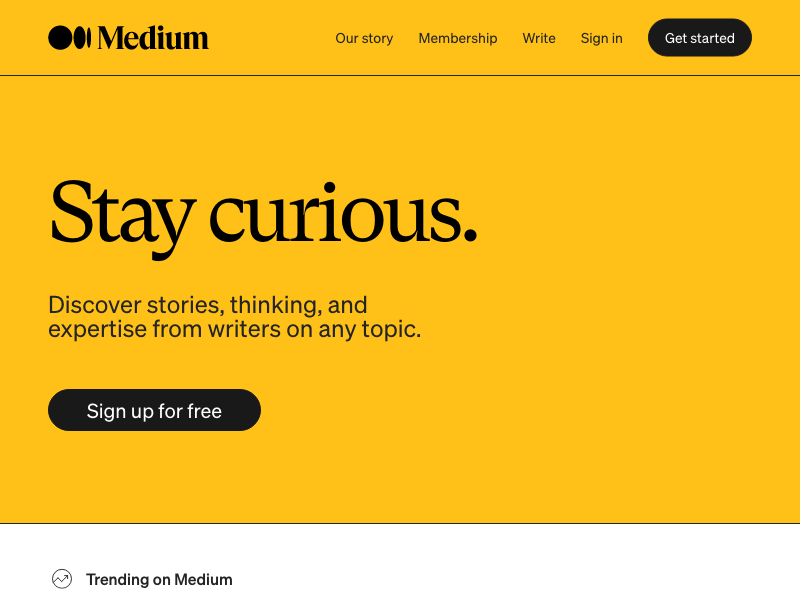 Medium
Our story
Membership
Write
Sign in
Get started
Stay curious.
Discover stories, thinking, and
expertise from writers on any topic.
Sign up for free
Trending on Medium